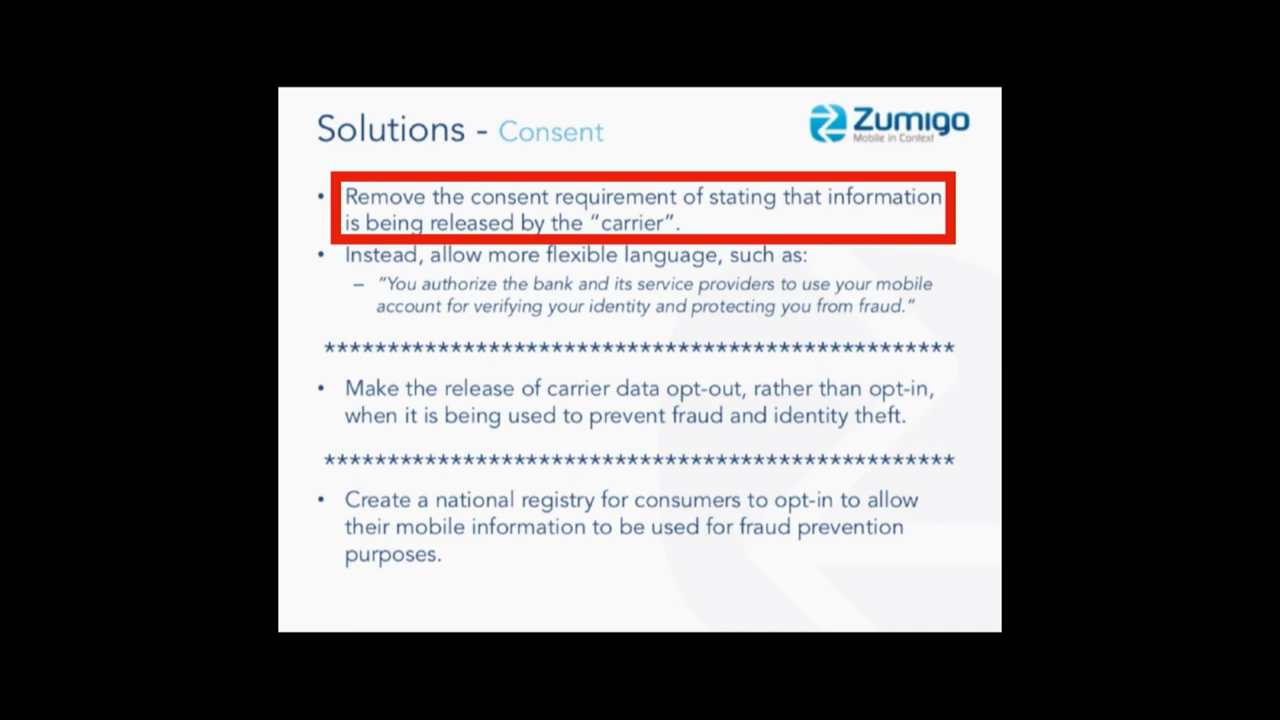 Solutions - Consent
Zumigo
Mobile in Context
• Remove the consent requirement of stating that information
is being released by the “carrier”.
• Instead, allow more flexible language, such as:
– “You authorize the bank and its service providers to use your mobile
account for verifying your identity and protecting you from fraud.”
**************************************************
• Make the release of carrier data opt-out, rather than opt-in,
when it is being used to prevent fraud and identity theft.
**************************************************
• Create a national registry for consumers to opt-in to allow
their mobile information to be used for fraud prevention
purposes.